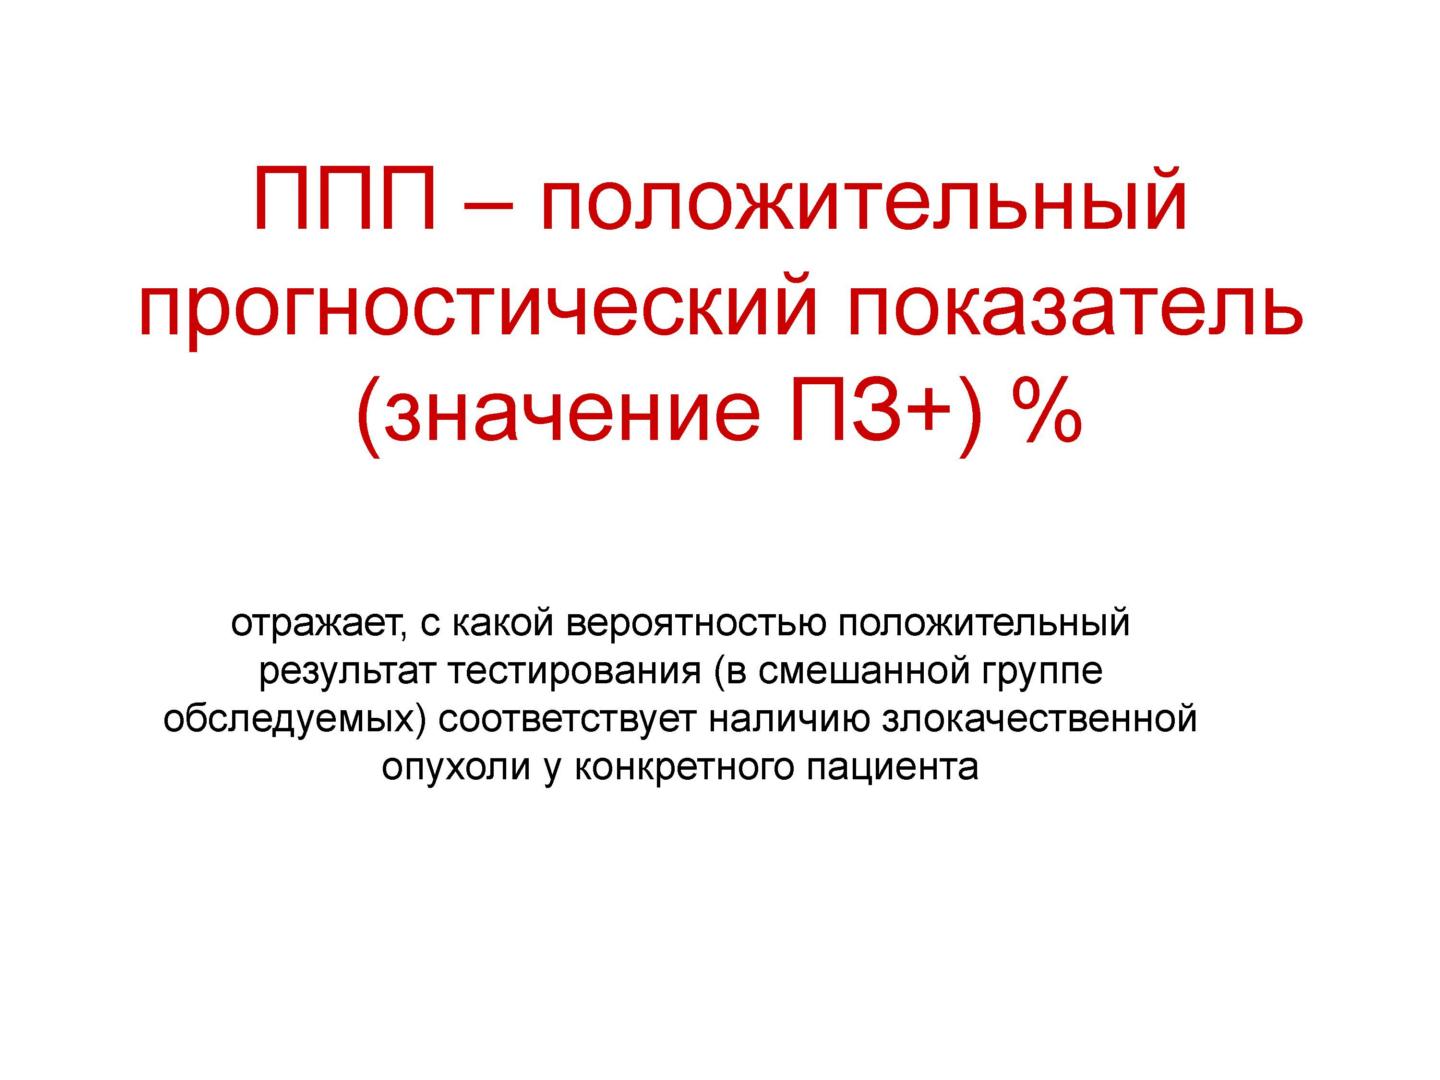 ППП – положительный
прогностический показатель
(значение ПЗ+) %
отражает, с какой вероятностью положительный
результат тестирования (в смешанной группе
обследуемых) соответствует наличию злокачественной
опухоли у конкретного пациента